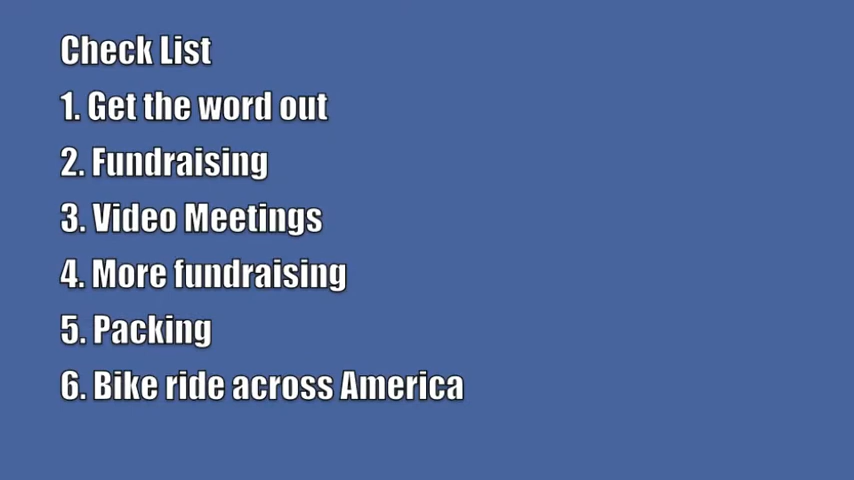 Check List
1. Get the word out
2. Fundraising
3. Video Meetings
4. More fundraising
5. Packing
6. Bike ride across America